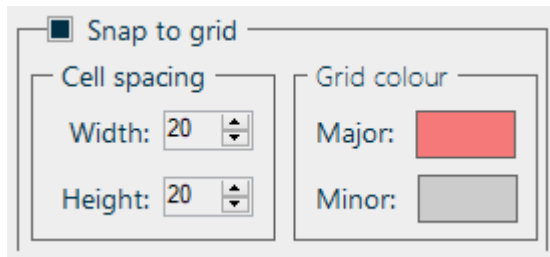 Snap to grid
Cell spacing
Grid colour
Width: 20
Major:
Height: 20
Minor: